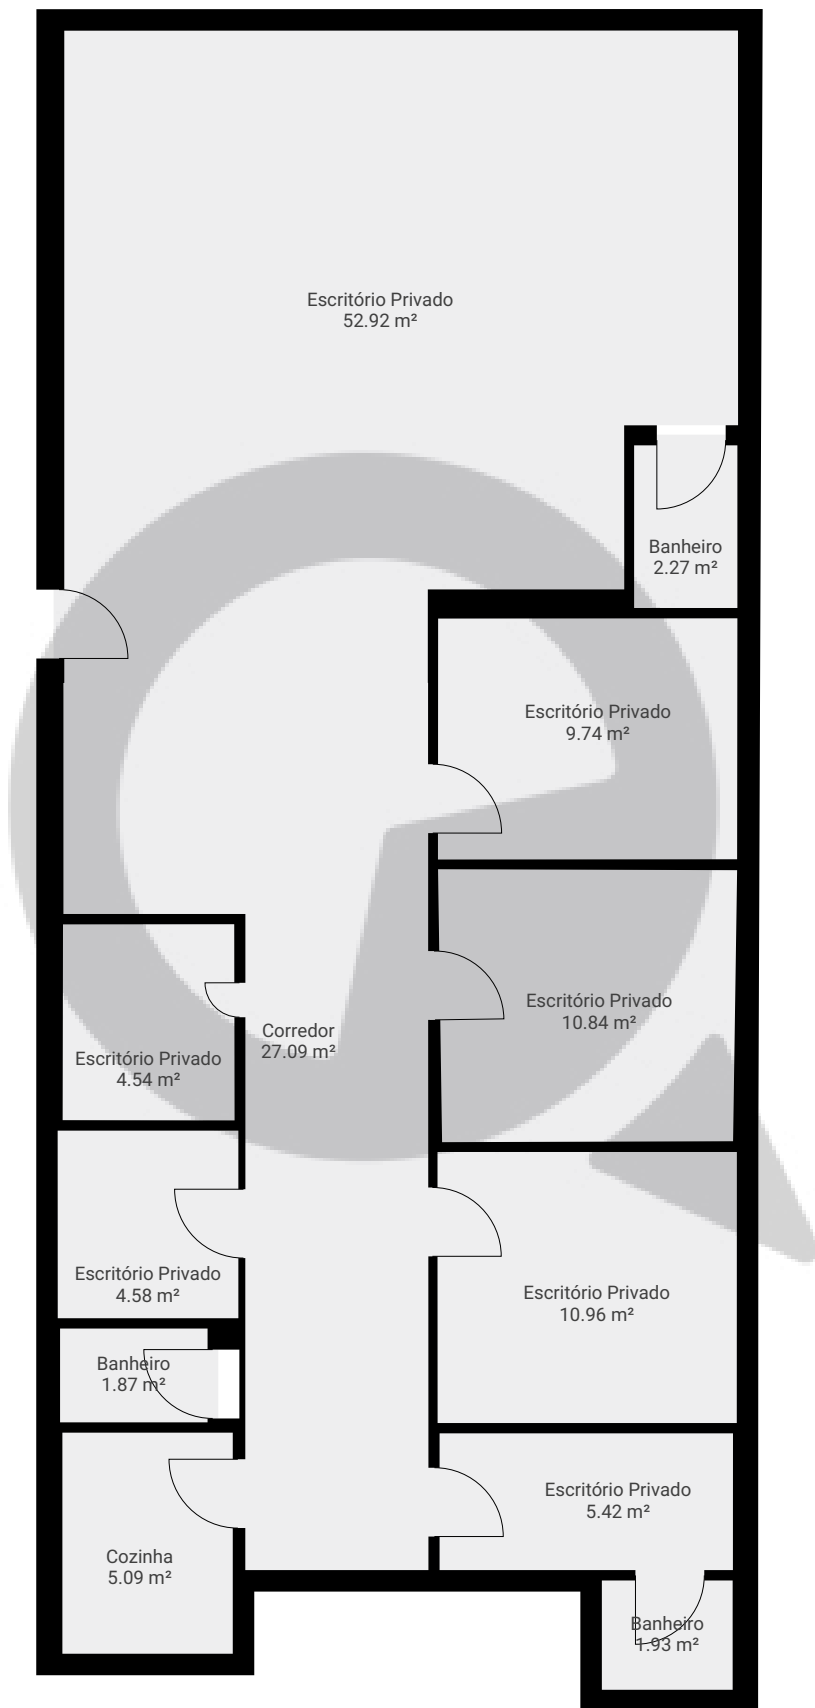 Escritório Privado
52.92 m²
Banheiro
2.27 m²
Escritório Privado
9.74 m²
Escritório Privado
10.84 m²
Corredor
27.09 m²
Escritório Privado
4.54 m²
Escritório Privado
4.58 m²
Escritório Privado
10.96 m²
Banheiro
1.87 m²
Escritório Privado
5.42 m²
Cozinha
5.09 m²
Banheiro
1.93 m²